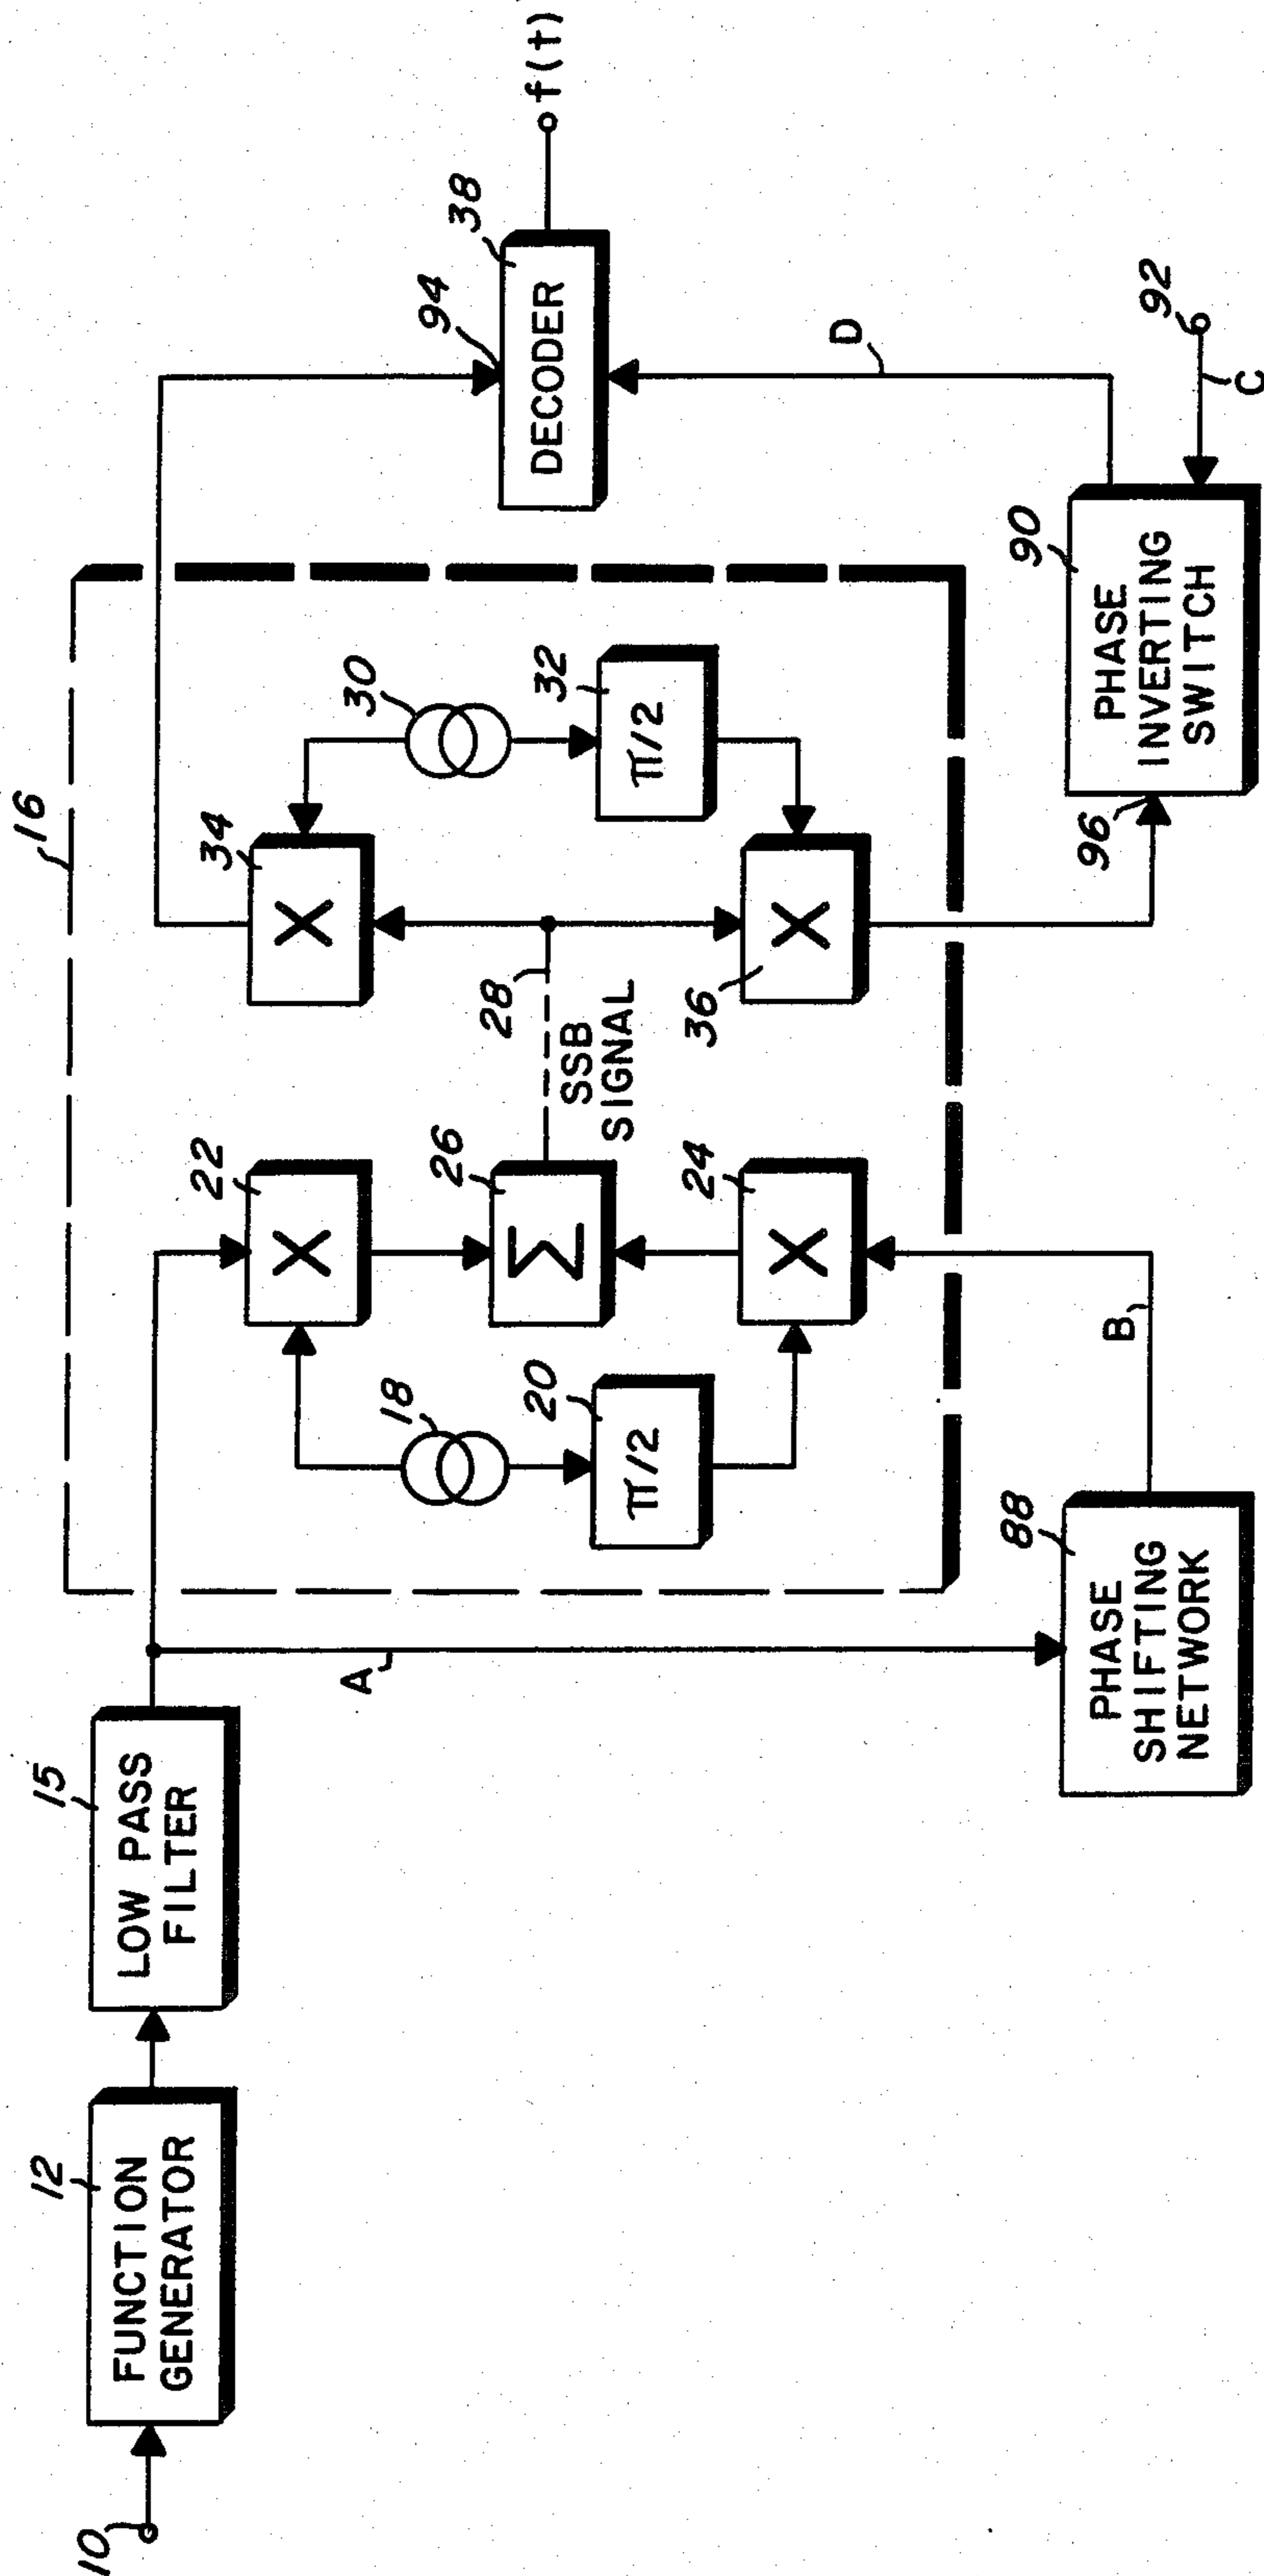 10
12
FUNCTION
GENERATOR
15
LOW PASS
FILTER
A
16
18
20
π/2
22
X
26
Σ
24
X
B
88
PHASE
SHIFTING
NETWORK
28
SSB
SIGNAL
34
X
36
X
30
32
π/2
96
90
PHASE
INVERTING
SWITCH
92
C
D
94
38
DECODER
f(t)